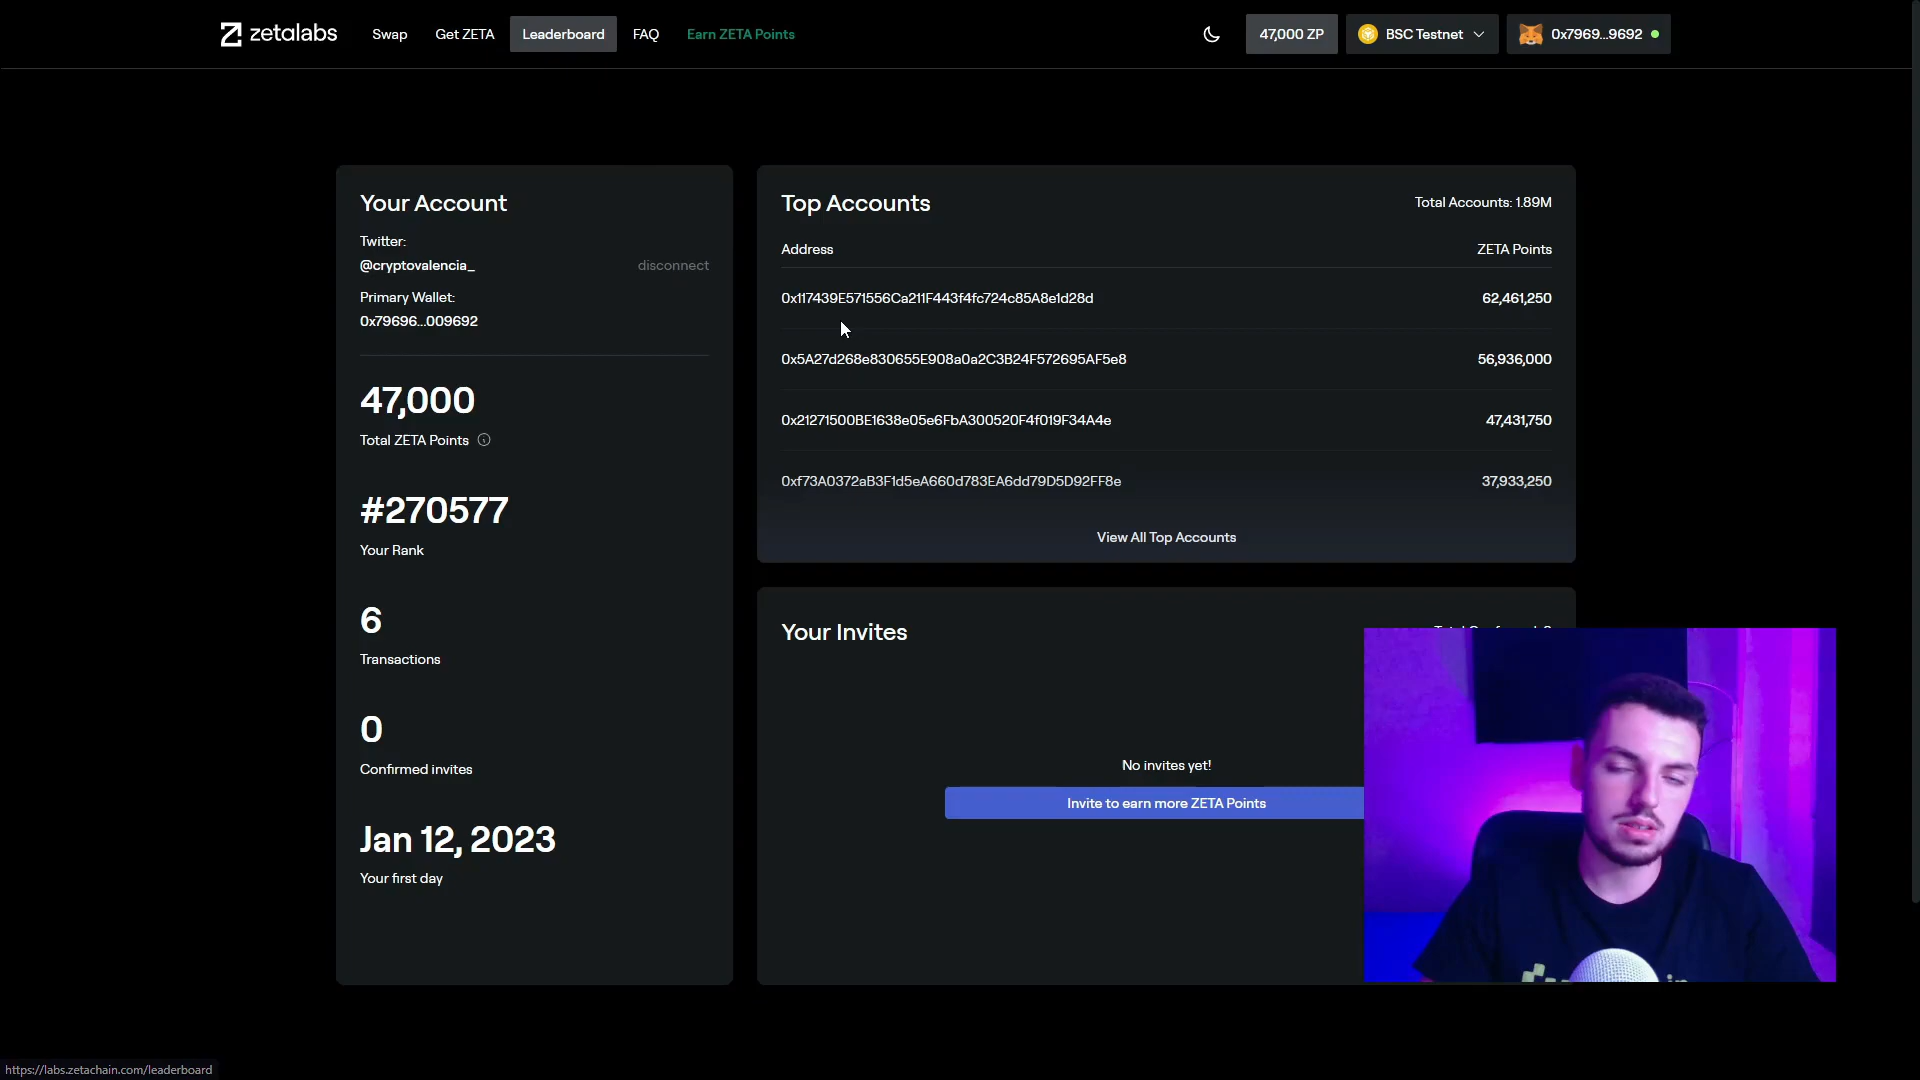 zetalabs
Swap
Get ZETA
Leaderboard
FAQ
Earn ZETA Points
47,000 ZP
BSC Testnet
0x7969...9692
Your Account
Twitter:
@cryptovalencia_
disconnect
Primary Wallet:
0x79696...009692
47,000
Total ZETA Points
#270577
Your Rank
6
Transactions
0
Confirmed invites
Jan 12, 2023
Your first day
Top Accounts
Total Accounts: 1.89M
Address
ZETA Points
0x117439E571556Ca211F443f4fc724c85A8e1d28d
62,461,250
0x5A27d268e830655E908a0a2C3B24F572695AF5e8
56,936,000
0x21271500BE1638e05e6FbA300520F4f019F34A4e
47,431,750
0xf73A0372aB3F1d5eA660d783EA6dd79D5D92FF8e
37,933,250
View All Top Accounts
Your Invites
No invites yet!
Invite to earn more ZETA Points
https://labs.zetachain.com/leaderboard